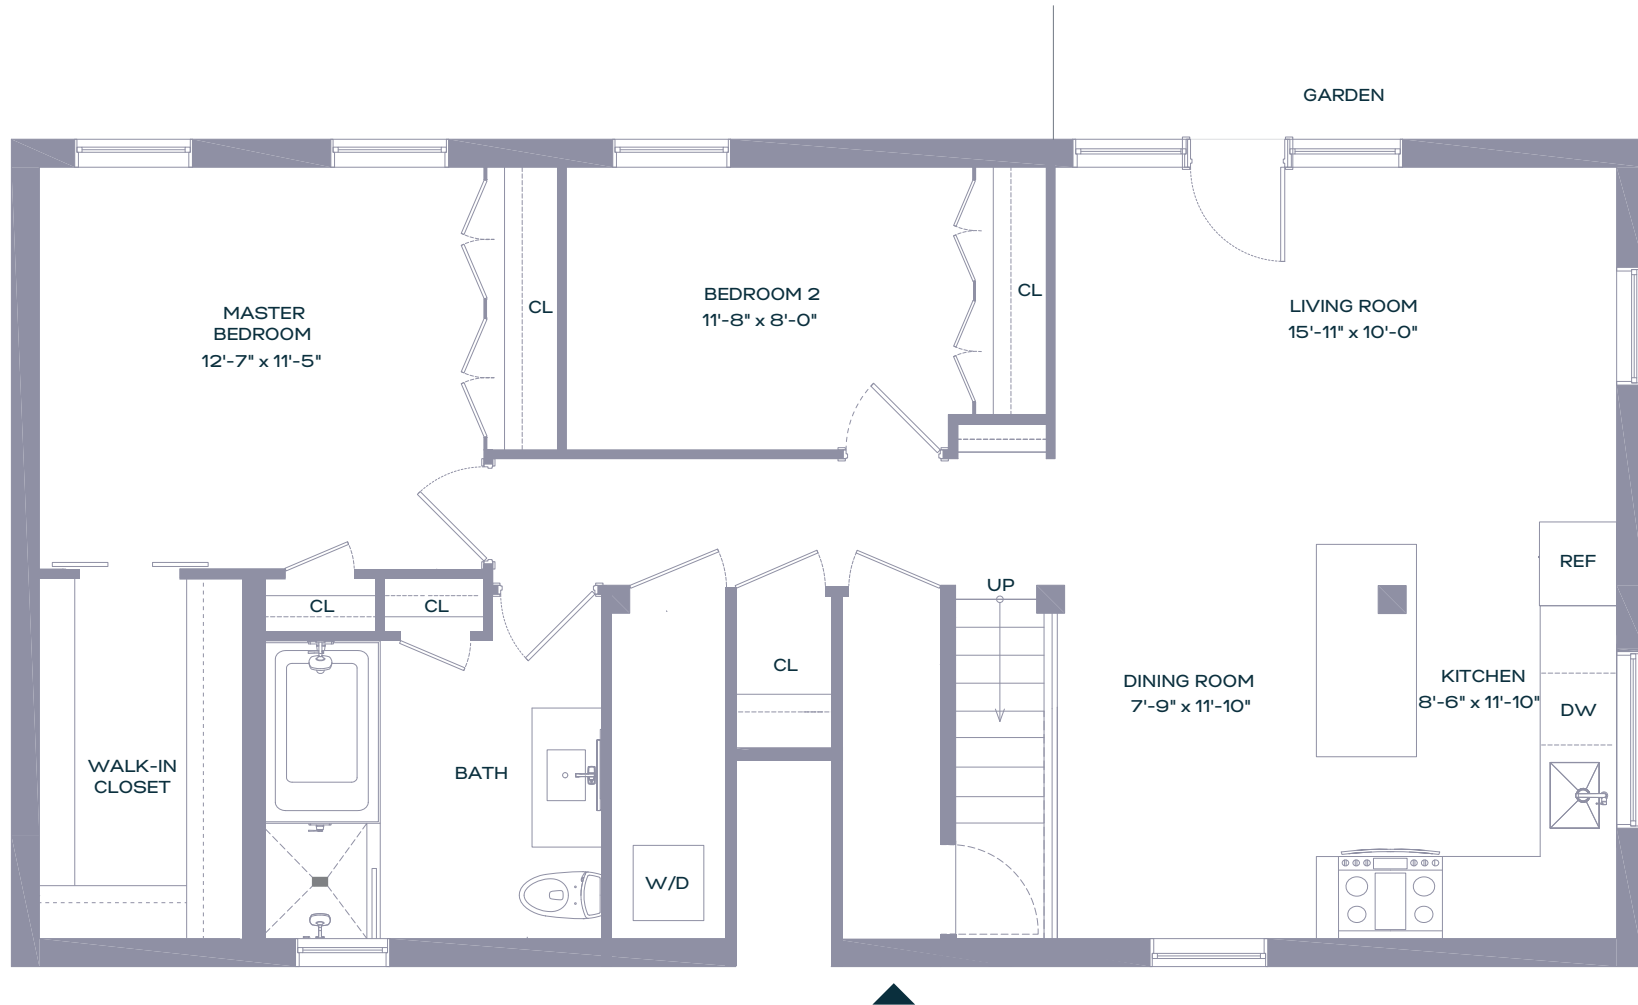 GARDEN
MASTER
BEDROOM
12'-7" x 11'-5"
CL
BEDROOM 2
11'-8" x 8'-0"
CL
LIVING ROOM
15'-11" x 10'-0"
REF
UP
CL
CL
CL
DINING ROOM
7'-9" x 11'-10"
KITCHEN
8'-6" x 11'-10"
DW
WALK-IN
CLOSET
BATH
W/D